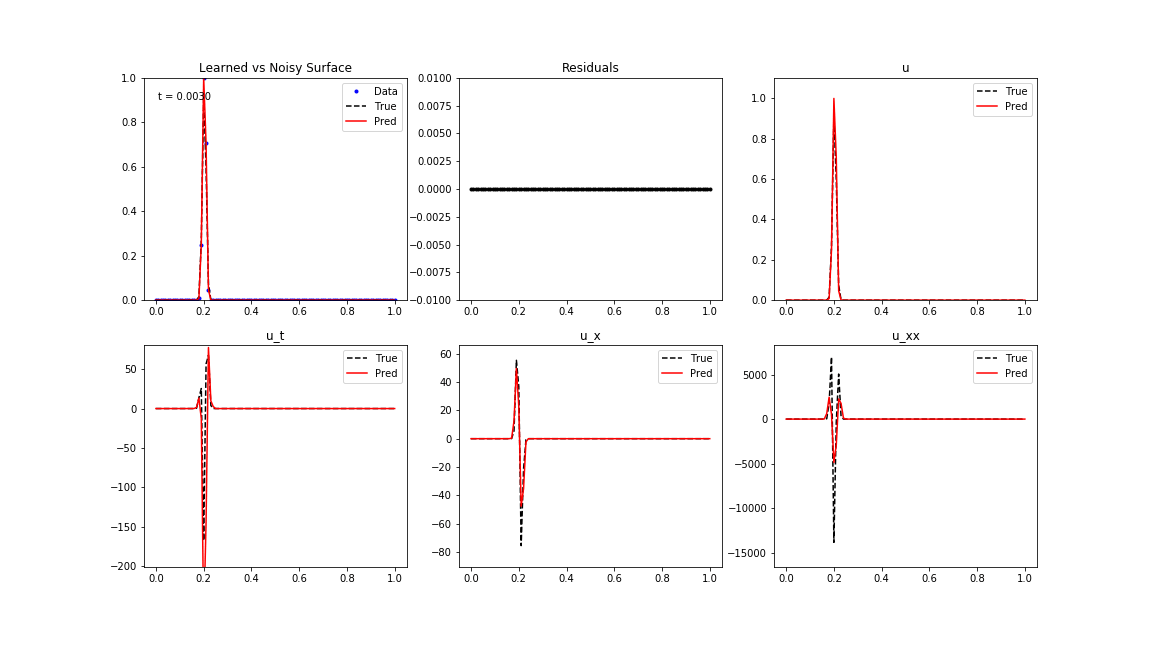 Learned vs Noisy Surface
1.0
0.8
0.6
0.4
0.2
0.0
t = 0.0030
Data
True
Pred
0.0 0.2 0.4 0.6 0.8 1.0
Residuals
0.0100
0.0075
0.0050
0.0025
0.0000
−0.0025
−0.0050
−0.0075
−0.0100
0.0 0.2 0.4 0.6 0.8 1.0
u
1.0
0.8
0.6
0.4
0.2
0.0
True
Pred
0.0 0.2 0.4 0.6 0.8 1.0
u_t
50
0
−50
−100
−150
−200
True
Pred
0.0 0.2 0.4 0.6 0.8 1.0
u_x
60
40
20
0
−20
−40
−60
−80
True
Pred
0.0 0.2 0.4 0.6 0.8 1.0
u_xx
5000
0
−5000
−10000
−15000
True
Pred
0.0 0.2 0.4 0.6 0.8 1.0